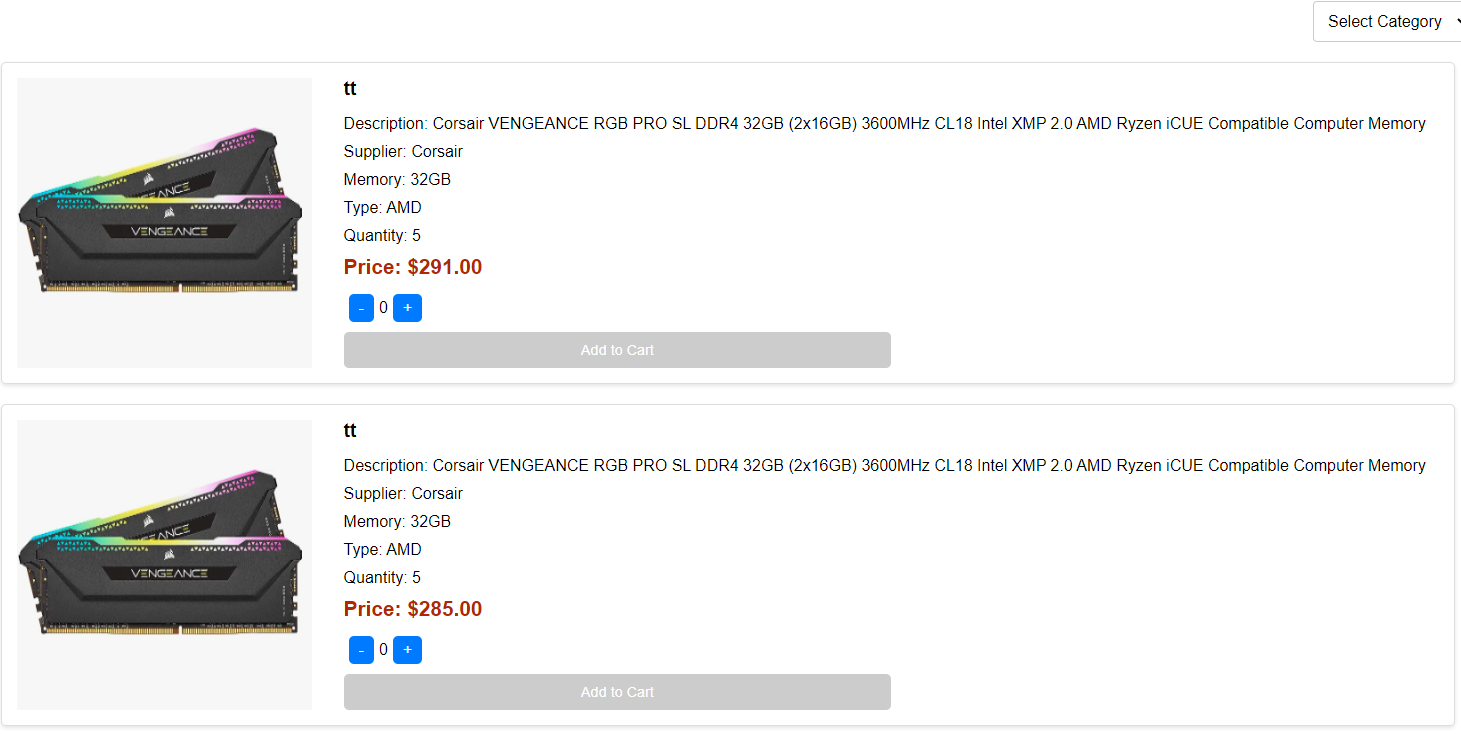 Select Category
tt
Description: Corsair VENGEANCE RGB PRO SL DDR4 32GB (2x16GB) 3600MHz CL18 Intel XMP 2.0 AMD Ryzen iCUE Compatible Computer Memory
Supplier: Corsair
Memory: 32GB
Type: AMD
Quantity: 5
Price: $291.00
- 0 +
Add to Cart
VENGEANCE
tt
Description: Corsair VENGEANCE RGB PRO SL DDR4 32GB (2x16GB) 3600MHz CL18 Intel XMP 2.0 AMD Ryzen iCUE Compatible Computer Memory
Supplier: Corsair
Memory: 32GB
Type: AMD
Quantity: 5
Price: $285.00
- 0 +
Add to Cart
VENGEANCE